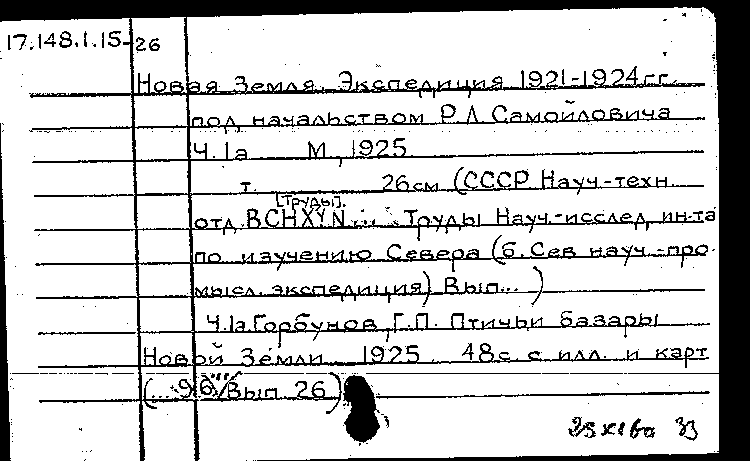 17.148.1.15-26
Новая Земля. Экспедиция 1921-1924 г.г.
под начальством Р Л Самойловича
Ч. 1а М., 1925
т. 26см (СССР Науч.-техн.
[Труды].
отд. ВСНХ Труды Науч.-исслед. ин-та
по изучению Севера (б. Сев науч.-про-
мысл. экспедиция) Вып... )
Ч. 1а. Горбунов, Г.П. Птичьи базары
Новой Земли 1925. 48с. с илл. и карт
(... Вып 26)